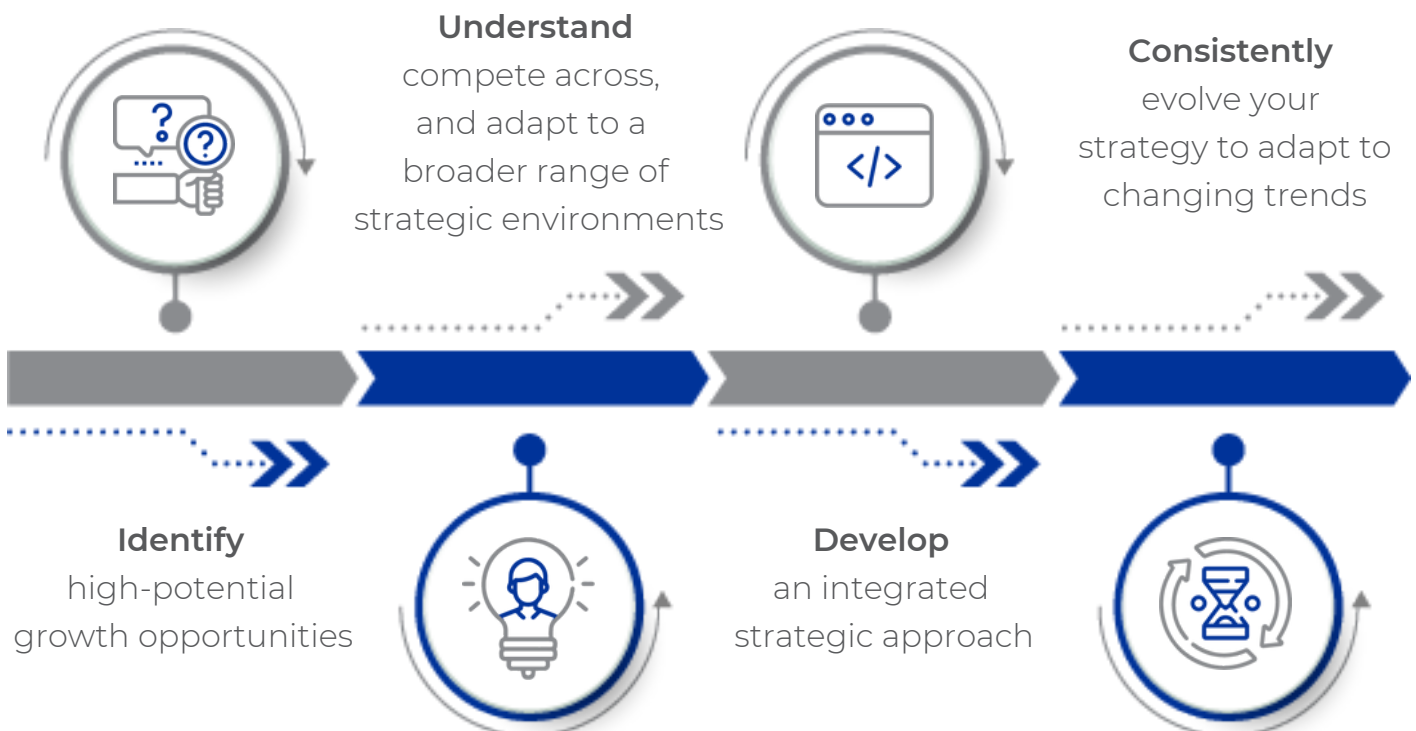 Understand
compete across,
and adapt to a
broader range of
strategic environments
Consistently
evolve your
strategy to adapt to
changing trends
? ?
</>
Identify
high-potential
growth opportunities
Develop
an integrated
strategic approach